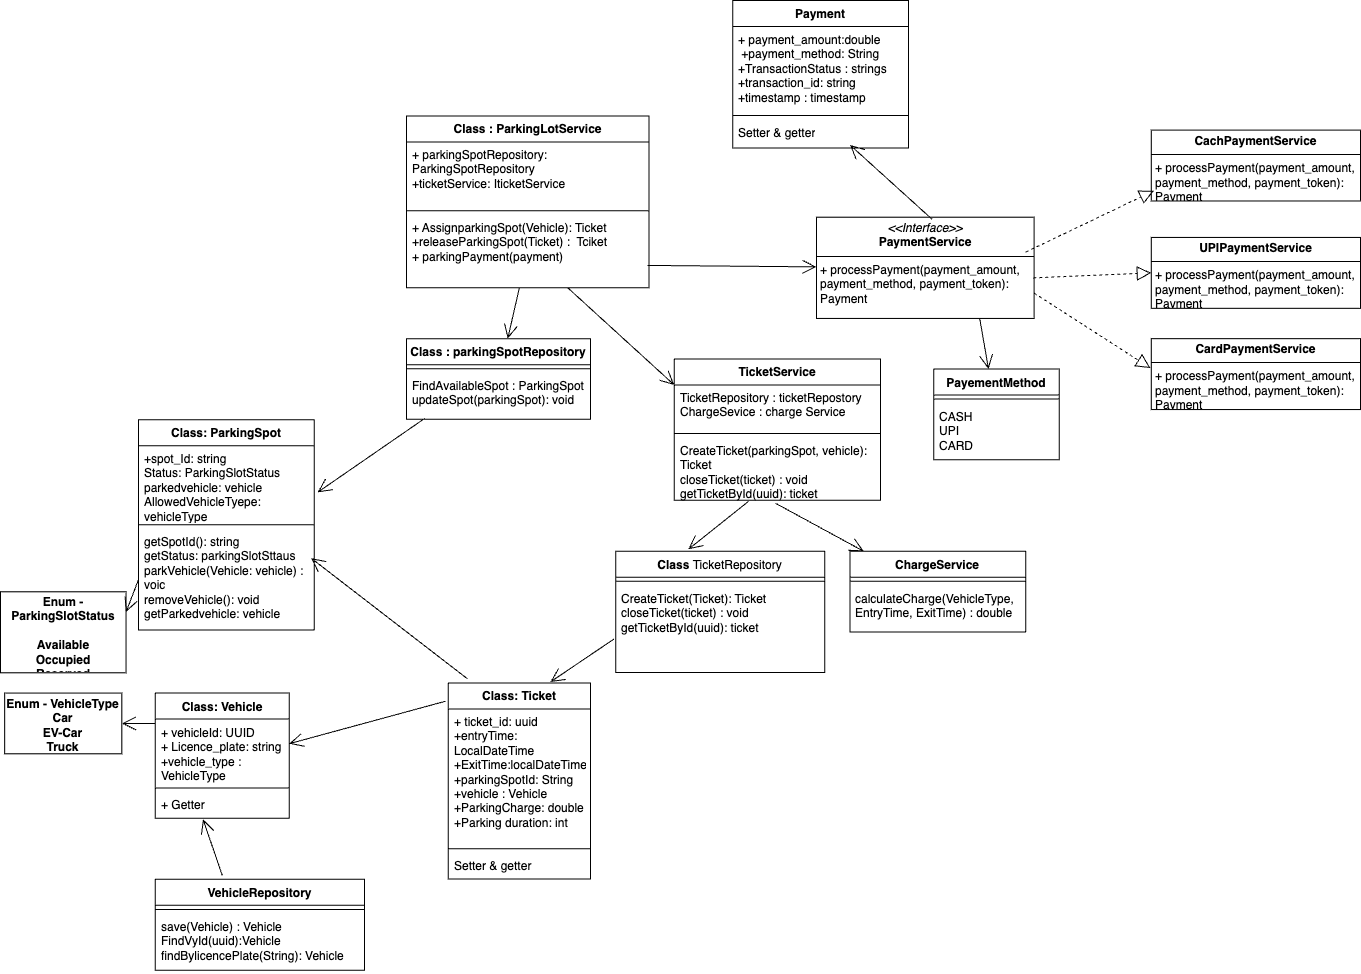 Payment
+ payment_amount:double
+payment_method: String
+TransactionStatus : strings
+transaction_id: string
+timestamp : timestamp
Setter & getter
Class : ParkingLotService
+ parkingSpotRepository:
ParkingSpotRepository
+ticketService: IticketService
+ AssignparkingSpot(Vehicle): Ticket
+releaseParkingSpot(Ticket) : Tciket
+ parkingPayment(payment)
<<Interface>>
PaymentService
+ processPayment(payment_amount,
payment_method, payment_token):
Payment
CachPaymentService
+ processPayment(payment_amount,
payment_method, payment_token):
Payment
UPIPaymentService
+ processPayment(payment_amount,
payment_method, payment_token):
Payment
CardPaymentService
+ processPayment(payment_amount,
payment_method, payment_token):
Payment
Class : parkingSpotRepository
FindAvailableSpot : ParkingSpot
updateSpot(parkingSpot): void
TicketService
TicketRepository : ticketRepostory
ChargeSevice : charge Service
CreateTicket(parkingSpot, vehicle):
Ticket
closeTicket(ticket) : void
getTicketById(uuid): ticket
PayementMethod
CASH
UPI
CARD
Class: ParkingSpot
+spot_Id: string
Status: ParkingSlotStatus
parkedvehicle: vehicle
AllowedVehicleTyepe:
vehicleType
getSpotId(): string
getStatus: parkingSlotSttaus
parkVehicle(Vehicle: vehicle) :
voic
removeVehicle(): void
getParkedvehicle: vehicle
Enum -
ParkingSlotStatus
Available
Occupied
Reserved
Class TicketRepository
CreateTicket(Ticket): Ticket
closeTicket(ticket) : void
getTicketById(uuid): ticket
ChargeService
calculateCharge(VehicleType,
EntryTime, ExitTime) : double
Enum - VehicleType
Car
EV-Car
Truck
Class: Vehicle
+ vehicleId: UUID
+ Licence_plate: string
+vehicle_type :
VehicleType
+ Getter
Class: Ticket
+ ticket_id: uuid
+entryTime:
LocalDateTime
+ExitTime:localDateTime
+parkingSpotId: String
+vehicle : Vehicle
+ParkingCharge: double
+Parking duration: int
Setter & getter
VehicleRepository
save(Vehicle) : Vehicle
FindVyId(uuid):Vehicle
findBylicencePlate(String): Vehicle